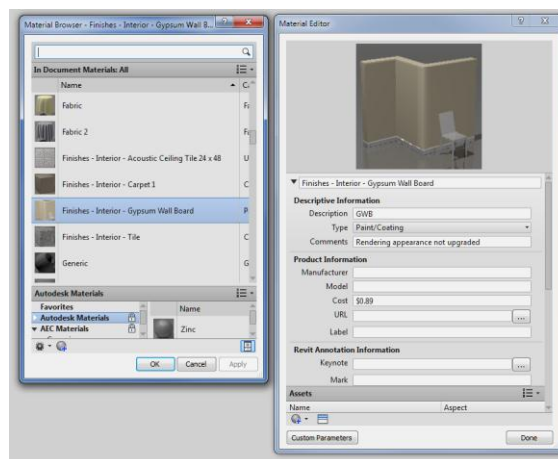 Material Browser - Finishes - Interior - Gypsum Wall B...
In Document Materials: All
Name
Fabric
Fabric 2
Finishes - Interior - Acoustic Ceiling Tile 24 x 48
Finishes - Interior - Carpet 1
Finishes - Interior - Gypsum Wall Board
Finishes - Interior - Tile
Generic
Autodesk Materials
Favorites
Autodesk Materials
AEC Materials
Name
Zinc
OK
Cancel
Apply
Material Editor
Finishes - Interior - Gypsum Wall Board
Descriptive Information
Description GWB
Type Paint/Coating
Comments Rendering appearance not upgraded
Product Information
Manufacturer
Model
Cost $0.89
URL ...
Label
Revit Annotation Information
Keynote ...
Mark
Assets
Name Aspect
Custom Parameters
Done